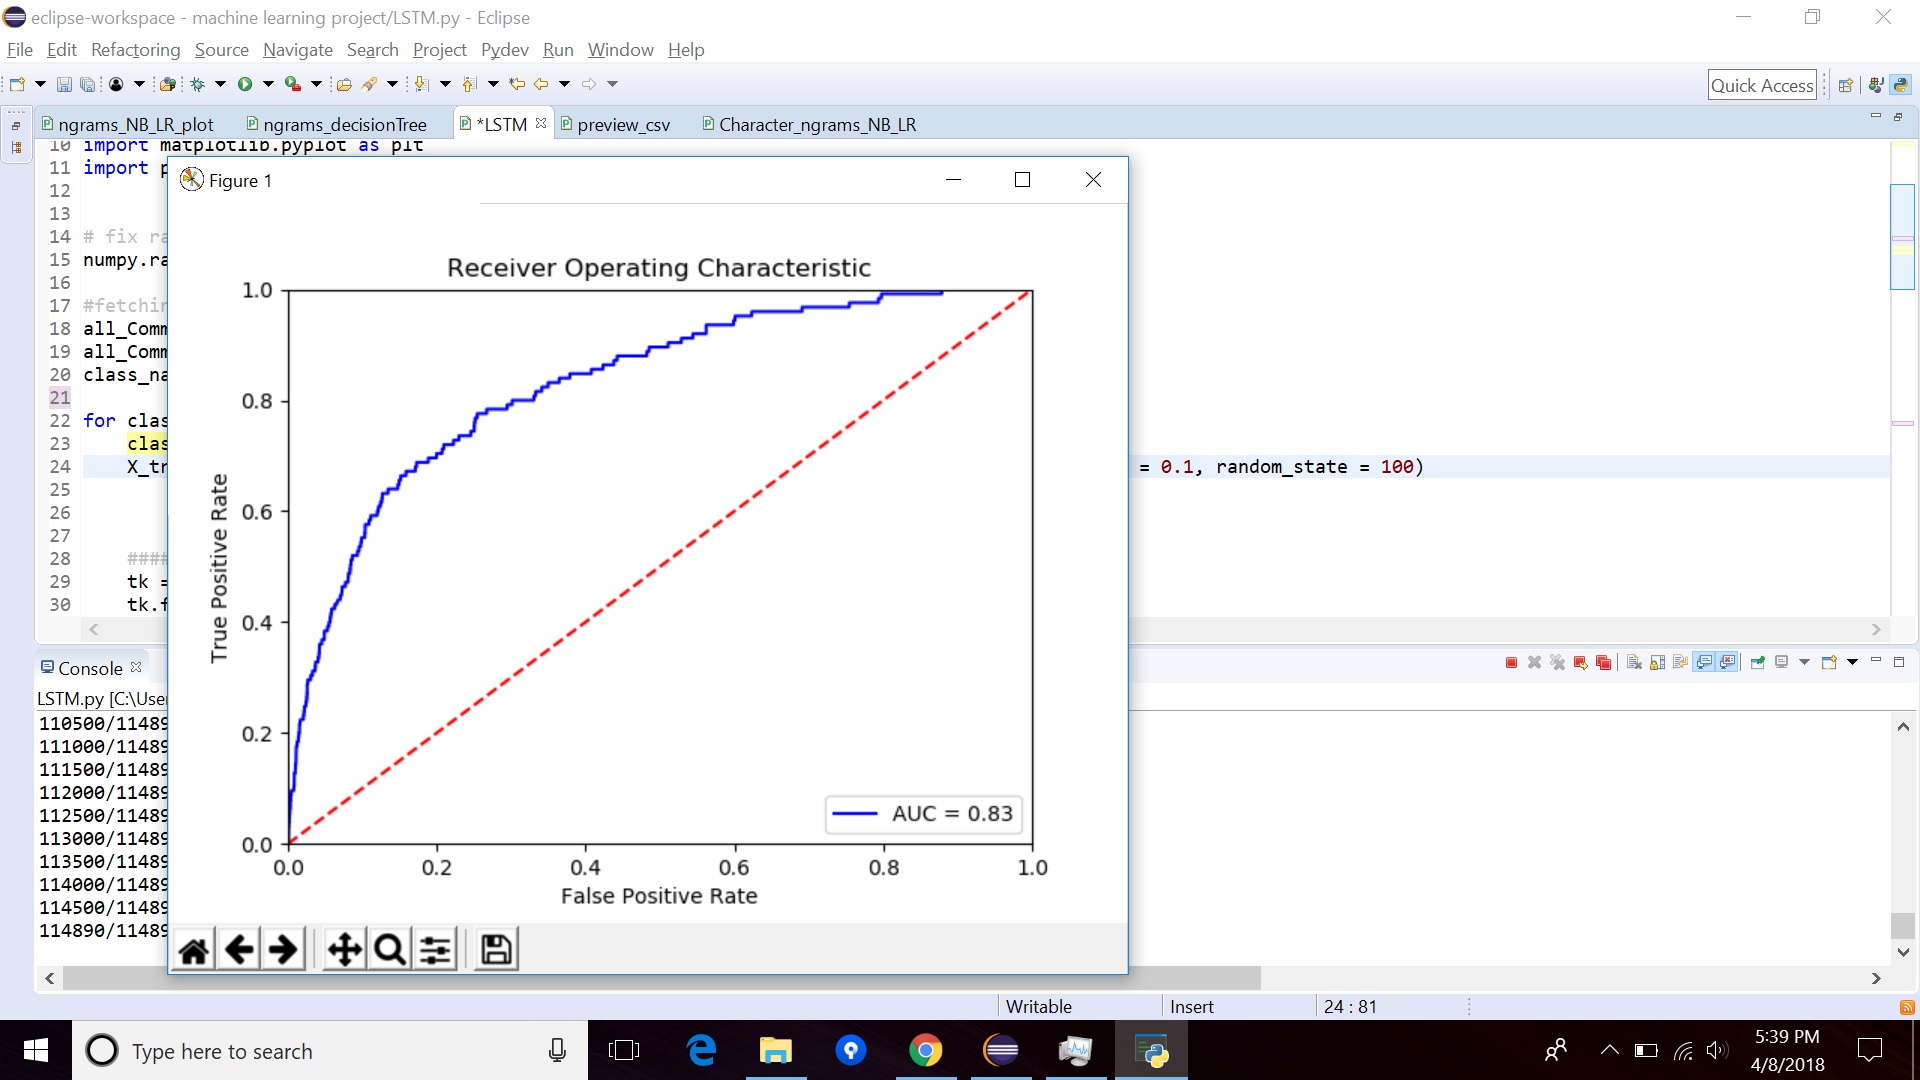 eclipse-workspace - machine learning project/LSTM.py - Eclipse
File Edit Refactoring Source Navigate Search Project Pydev Run Window Help
Quick Access
ngrams_NB_LR_plot ngrams_decisionTree *LSTM preview_csv Character_ngrams_NB_LR
10 import matplotlib.pyplot as plt
11 import p
12
13
14 # fix ra
15 numpy.ra
16
17 #fetchin
18 all_Comm
19 all_Comm
20 class_na
21
22 for clas
23 clas
24 X_tr = 0.1, random_state = 100)
25
26
27
28 ####
29 tk =
30 tk.f
Figure 1
Receiver Operating Characteristic
True Positive Rate
1.0
0.8
0.6
0.4
0.2
0.0
0.0 0.2 0.4 0.6 0.8 1.0
False Positive Rate
AUC = 0.83
Console
LSTM.py [C:\User
110500/11489
111000/11489
111500/11489
112000/11489
112500/11489
113000/11489
113500/11489
114000/11489
114500/11489
114890/11489
Writable Insert 24 : 81
Type here to search
5:39 PM
4/8/2018